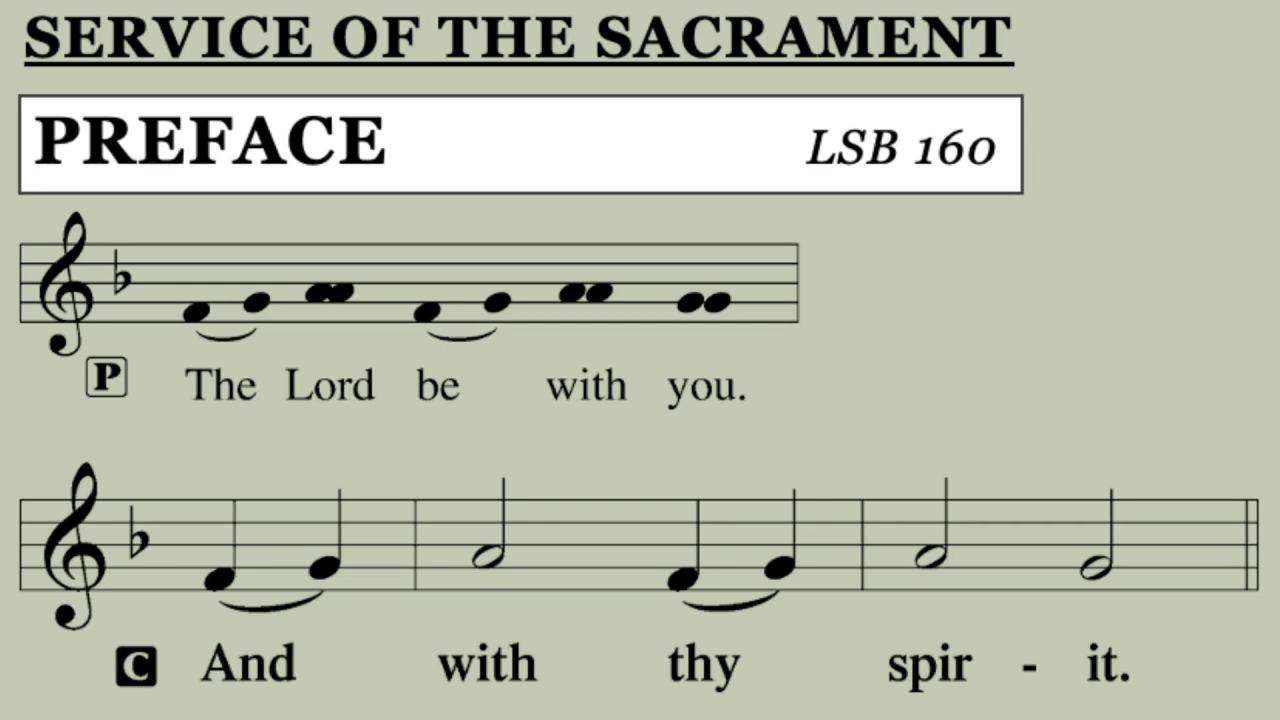 SERVICE OF THE SACRAMENT
PREFACE LSB 160
P The Lord be with you.
C And with thy spir - it.